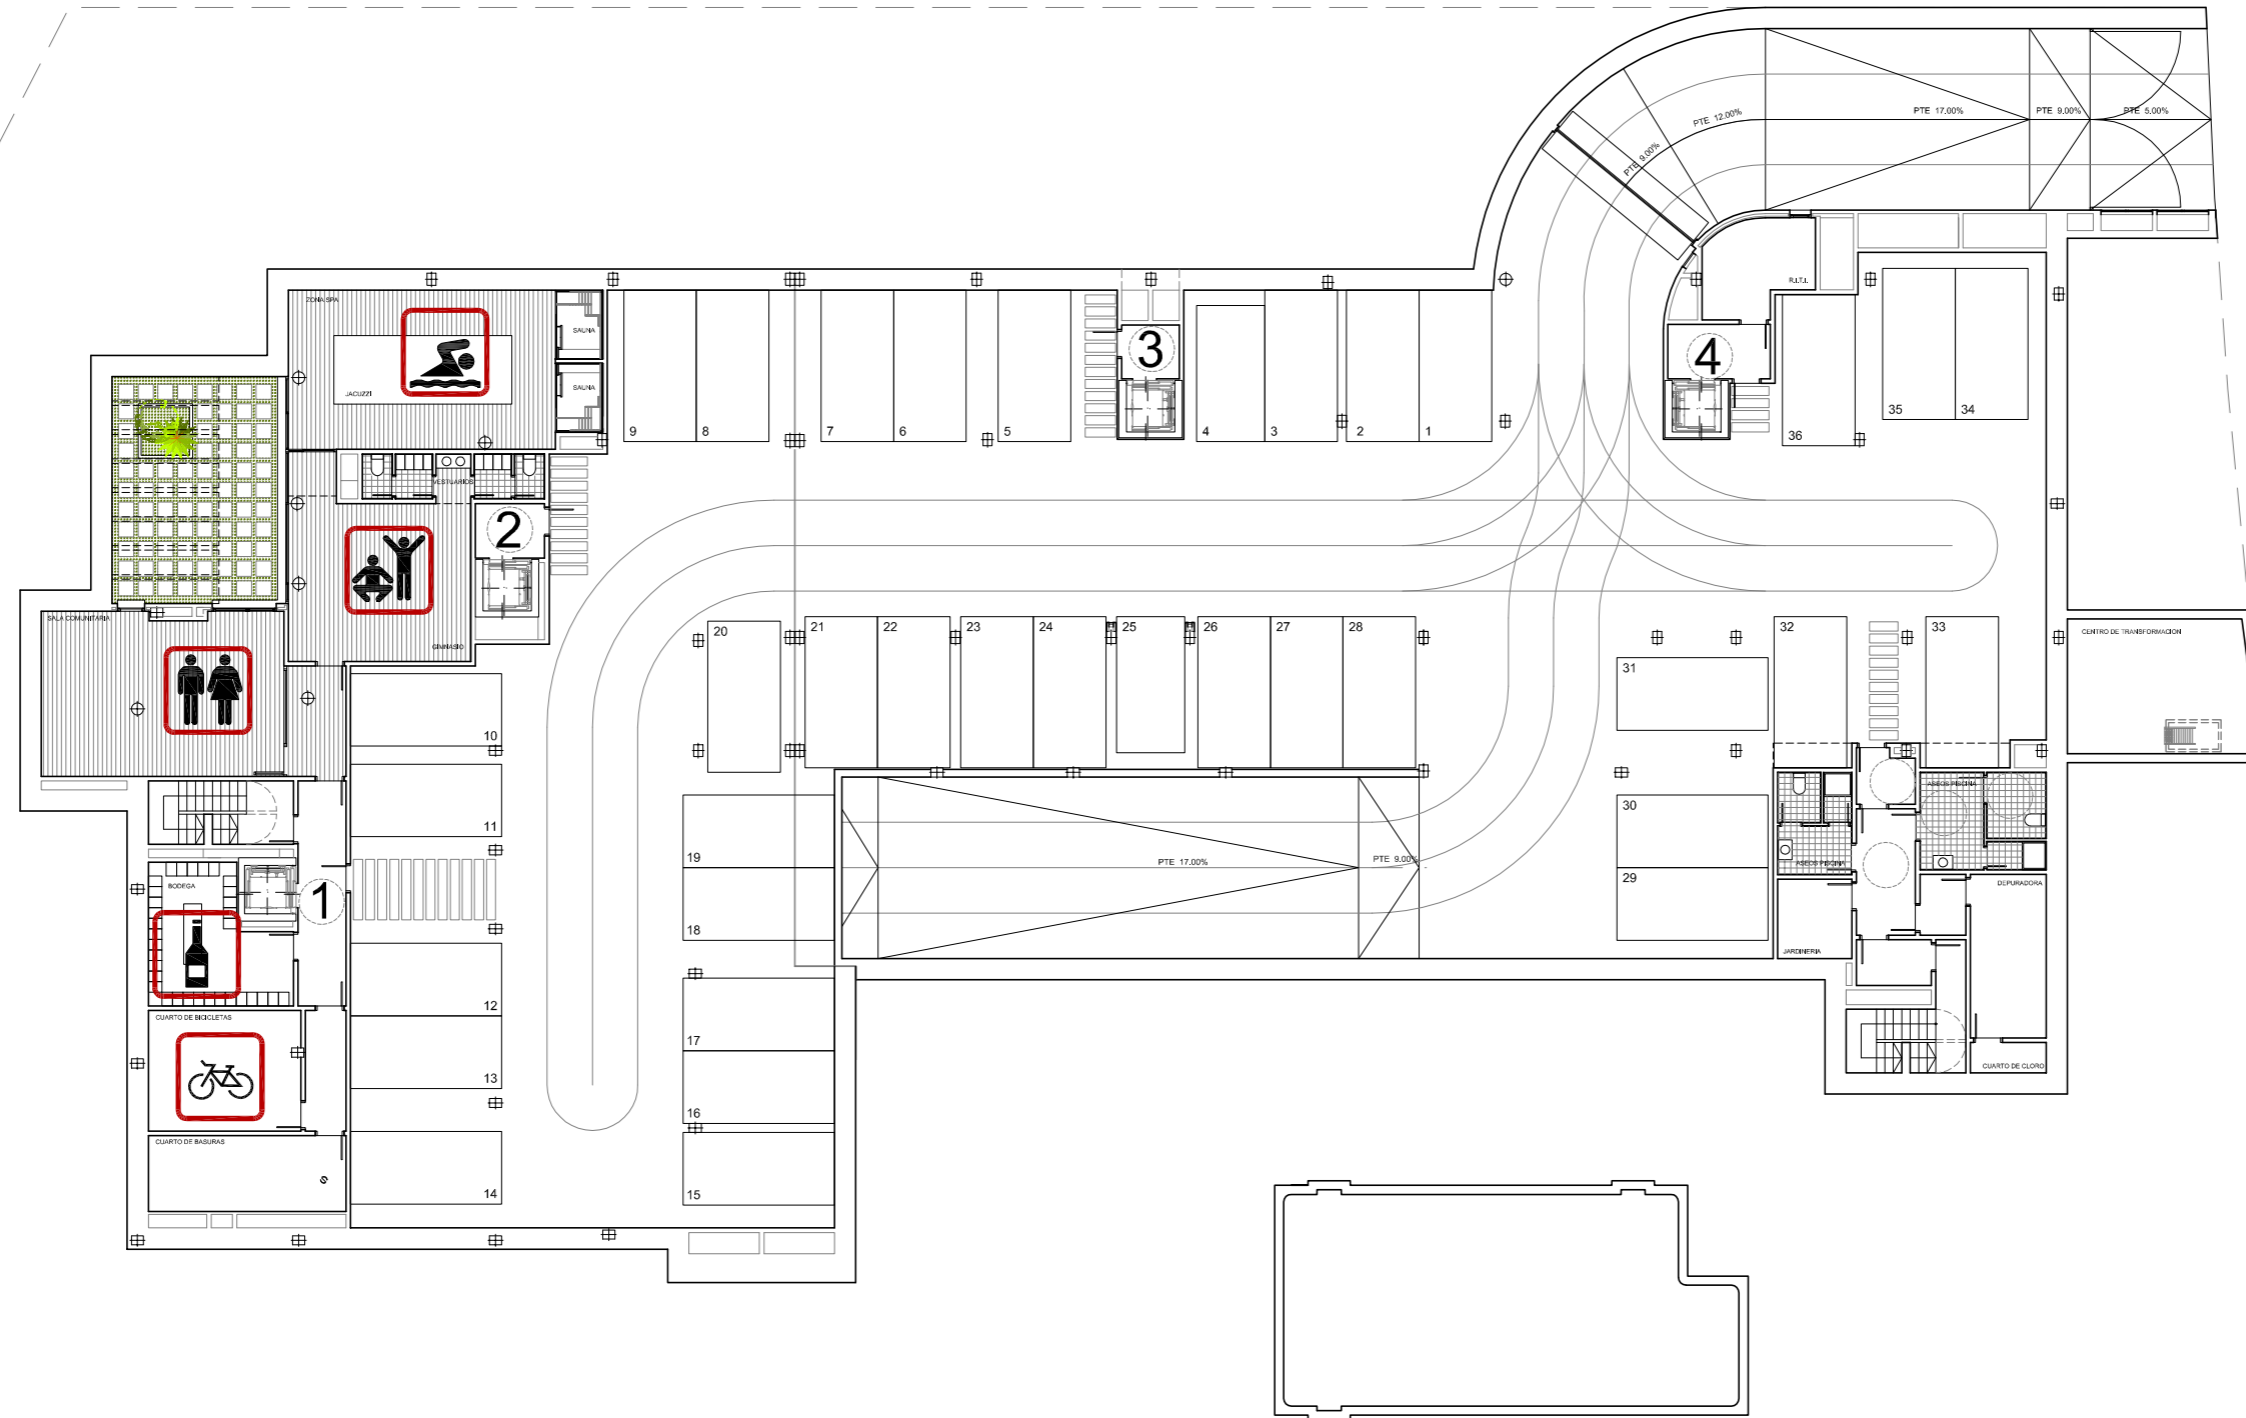 PTE 17.00%
PTE 9.00%
PTE 5.00%
PTE 12.00%
PTE 9.00%
R.I.T.I.
ZONA SPA
SAUNA
JACUZZI
SAUNA
3
4
9
8
7
6
5
4
3
2
1
36
35
34
VESTUARIOS
2
GIMNASIO
SALA COMUNITARIA
20
21
22
23
24
25
26
27
28
31
32
33
CENTRO DE TRANSFORMACION
10
11
19
18
PTE 17.00%
PTE 9.00%
30
29
ASEOS PISCINA
ASEOS PISCINA
DEPURADORA
JARDINERIA
CUARTO DE CLORO
BODEGA
1
12
13
14
17
16
15
CUARTO DE BICICLETAS
CUARTO DE BASURAS
S